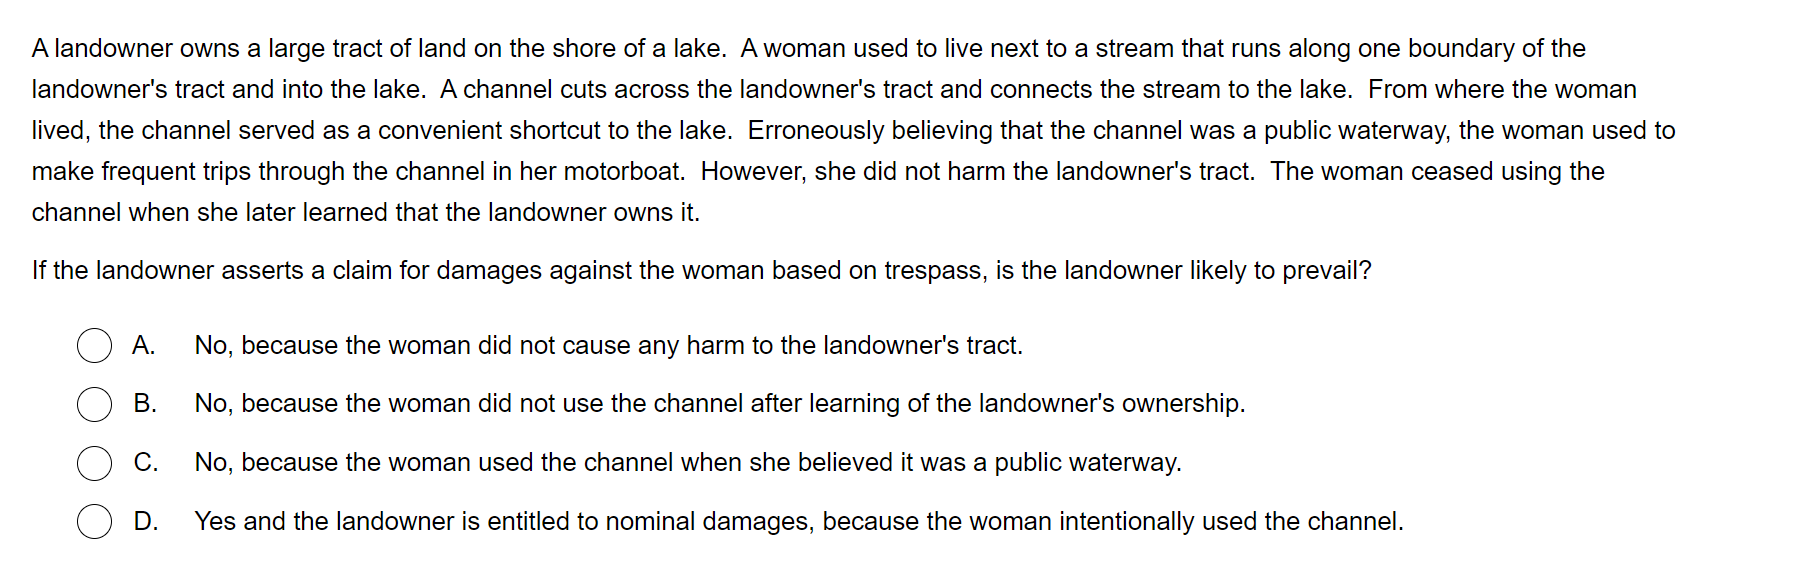 A landowner owns a large tract of land on the shore of a lake.  A woman used to live next to a stream that runs along one boundary of the
landowner's tract and into the lake.  A channel cuts across the landowner's tract and connects the stream to the lake.  From where the woman
lived, the channel served as a convenient shortcut to the lake.  Erroneously believing that the channel was a public waterway, the woman used to
make frequent trips through the channel in her motorboat.  However, she did not harm the landowner's tract.  The woman ceased using the
channel when she later learned that the landowner owns it.
If the landowner asserts a claim for damages against the woman based on trespass, is the landowner likely to prevail?
A. No, because the woman did not cause any harm to the landowner's tract.
B. No, because the woman did not use the channel after learning of the landowner's ownership.
C. No, because the woman used the channel when she believed it was a public waterway.
D. Yes and the landowner is entitled to nominal damages, because the woman intentionally used the channel.